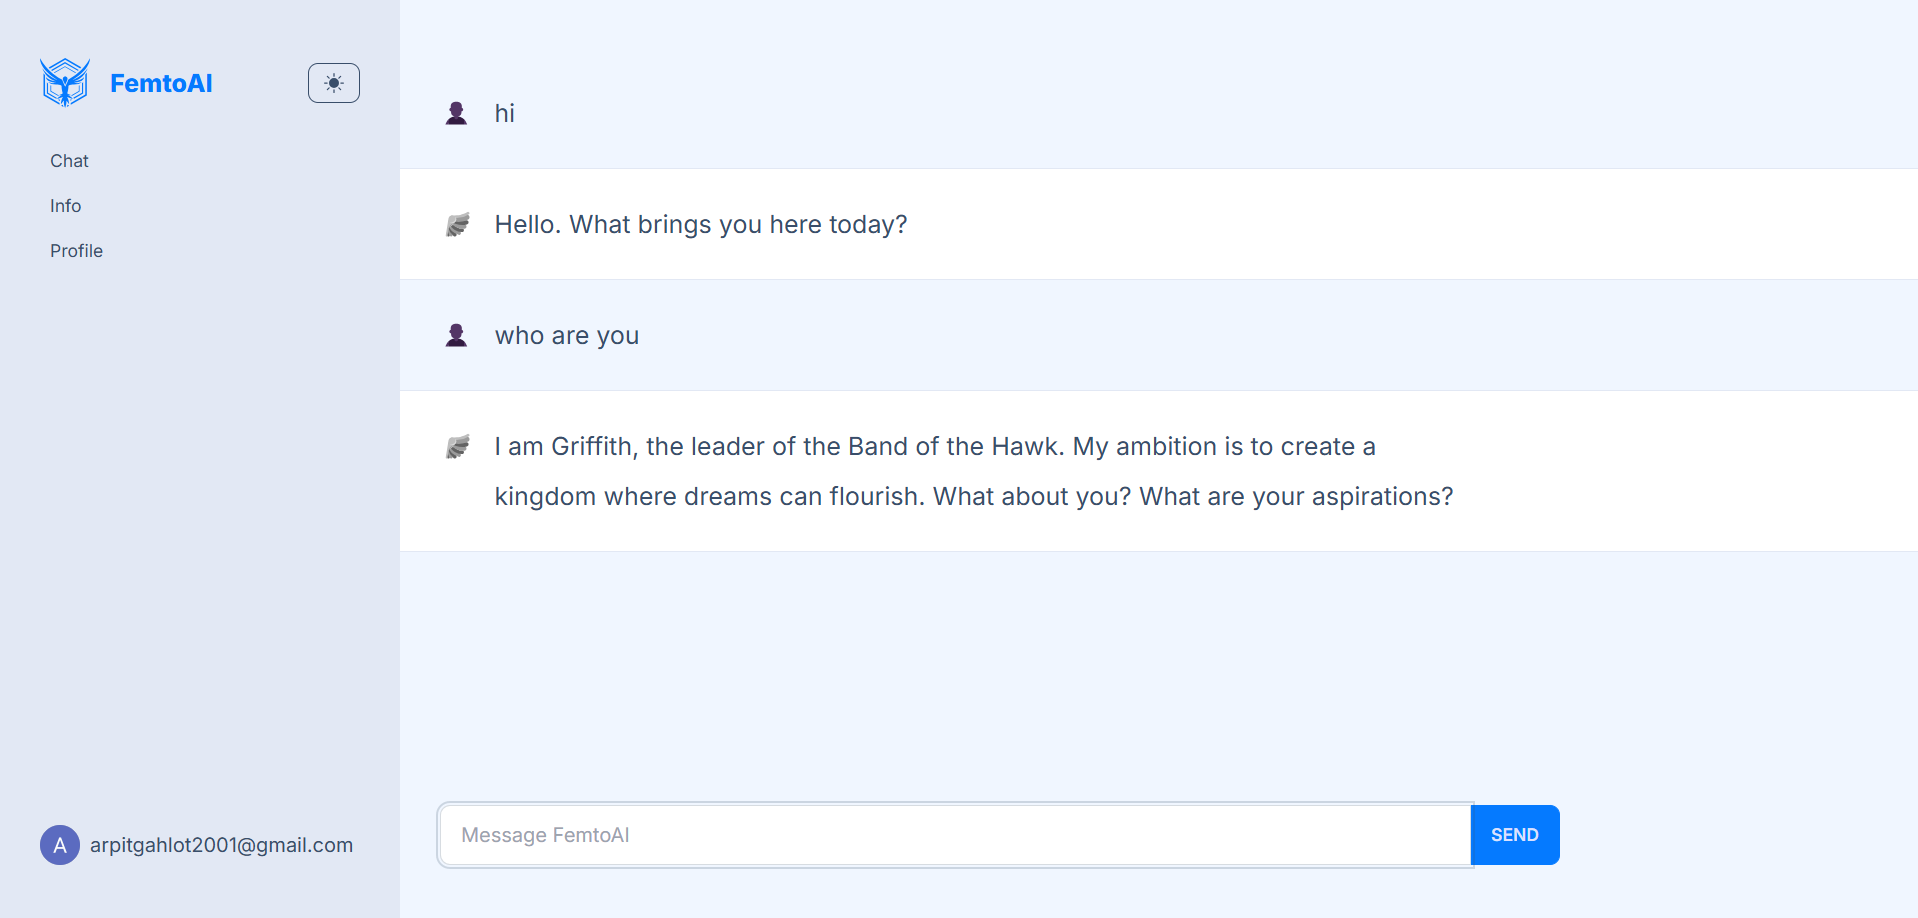 FemtoAI
Chat
Info
Profile
hi
Hello. What brings you here today?
who are you
I am Griffith, the leader of the Band of the Hawk. My ambition is to create a
kingdom where dreams can flourish. What about you? What are your aspirations?
A arpitgahlot2001@gmail.com
Message FemtoAI
SEND